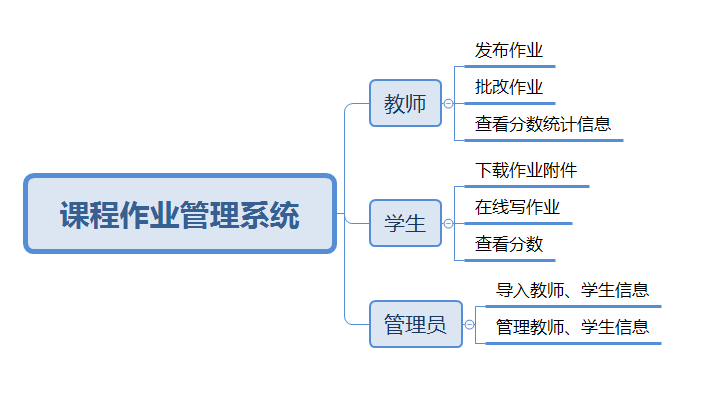 课程作业管理系统
教师
发布作业
批改作业
查看分数统计信息
学生
下载作业附件
在线写作业
查看分数
管理员
导入教师、学生信息
管理教师、学生信息